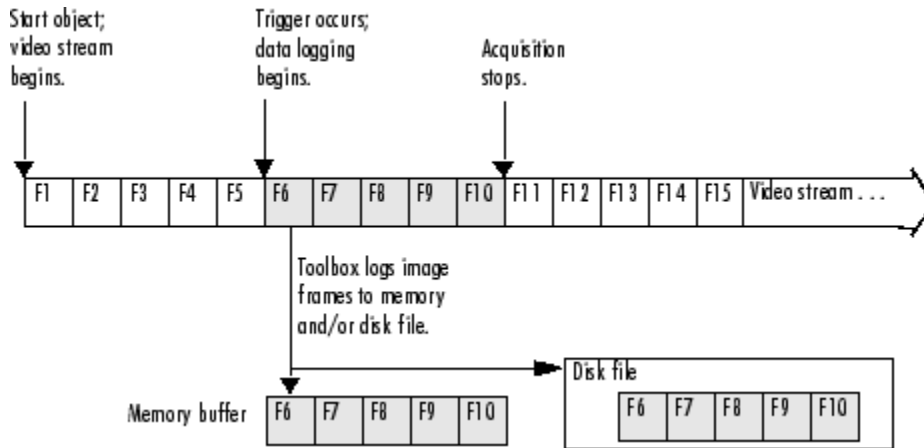 Start object;
video stream
begins.
Trigger occurs;
data logging
begins.
Acquisition
stops.
F1 F2 F3 F4 F5 F6 F7 F8 F9 F10 F11 F12 F13 F14 F15 Video stream . . .
Toolbox logs image
frames to memory
and/or disk file.
Disk file
Memory buffer F6 F7 F8 F9 F10
F6 F7 F8 F9 F10